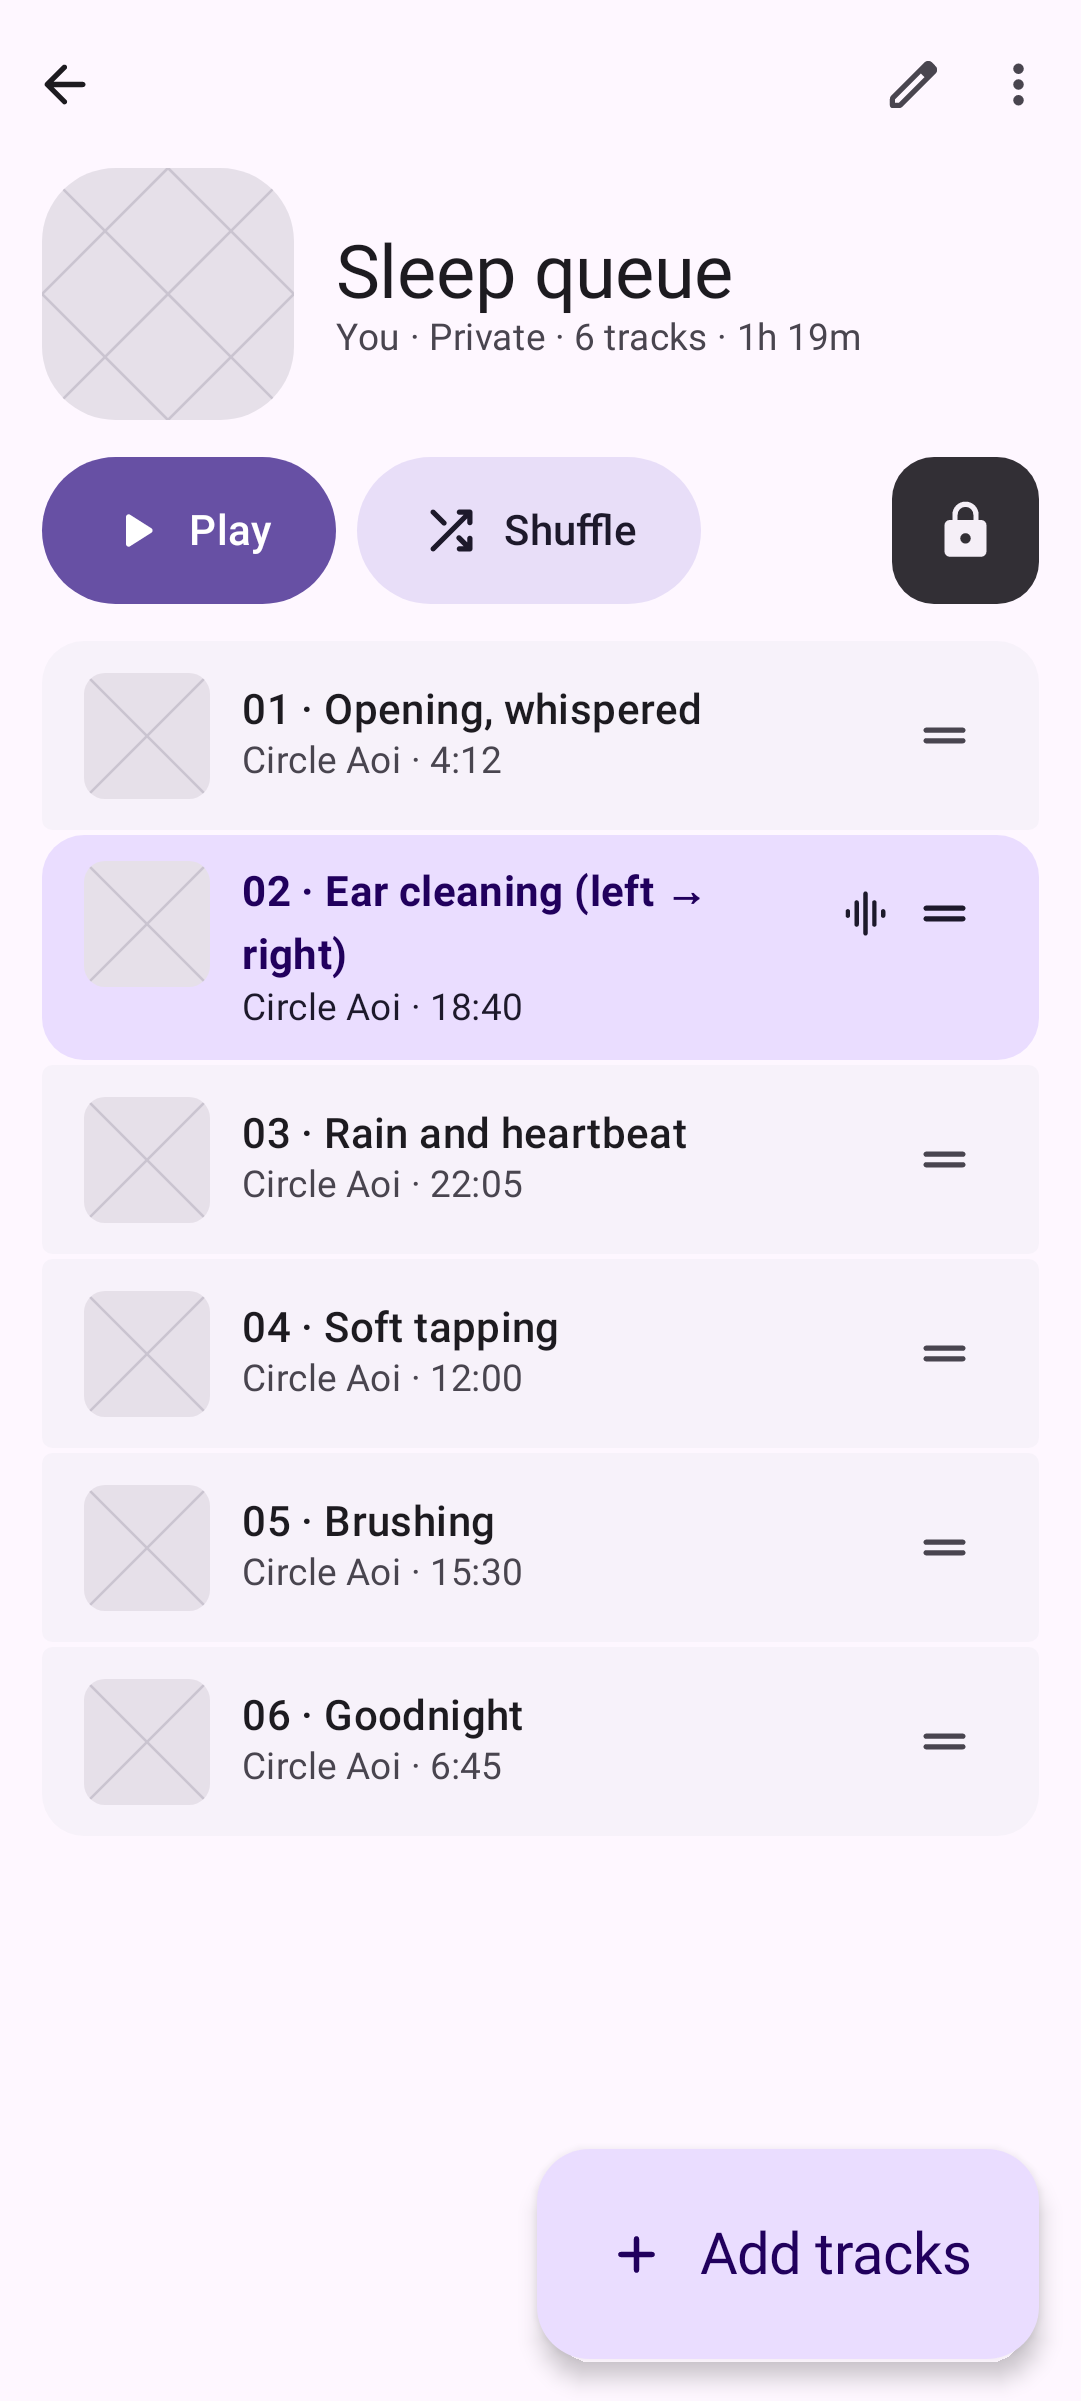 Sleep queue
You · Private · 6 tracks · 1h 19m
Play
Shuffle
01 · Opening, whispered
Circle Aoi · 4:12
02 · Ear cleaning (left →
right)
Circle Aoi · 18:40
03 · Rain and heartbeat
Circle Aoi · 22:05
04 · Soft tapping
Circle Aoi · 12:00
05 · Brushing
Circle Aoi · 15:30
06 · Goodnight
Circle Aoi · 6:45
Add tracks